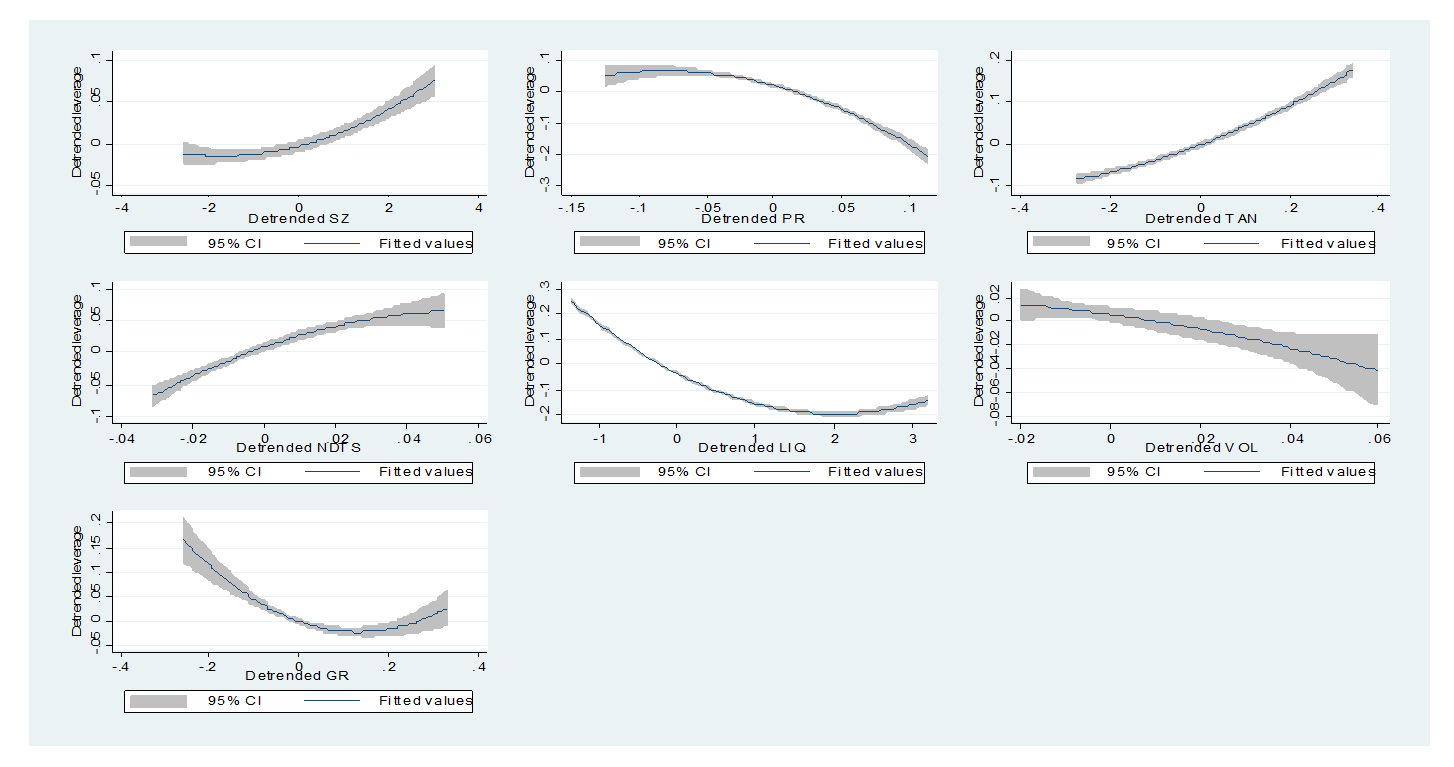 Detrended leverage
.1
.05
0
-.05
-4 -2 0 2 4
Detrended SZ
95% CI Fitted values
Detrended leverage
.1
0
-.1
-.2
-.3
-.15 -.1 -.05 0 .05 .1
Detrended PR
95% CI Fitted values
Detrended leverage
.2
.1
0
-.1
-.4 -.2 0 .2 .4
Detrended TAN
95% CI Fitted values
Detrended leverage
.1
.05
0
-.05
-.1
-.04 -.02 0 .02 .04 .06
Detrended NDTS
95% CI Fitted values
Detrended leverage
.3
.2
.1
0
-.1
-.2
-1 0 1 2 3
Detrended LIQ
95% CI Fitted values
Detrended leverage
.02
0
-.02
-.04
-.06
-.08
-.02 0 .02 .04 .06
Detrended VOL
95% CI Fitted values
Detrended leverage
.2
.15
.1
.05
0
-.05
-.4 -.2 0 .2 .4
Detrended GR
95% CI Fitted values